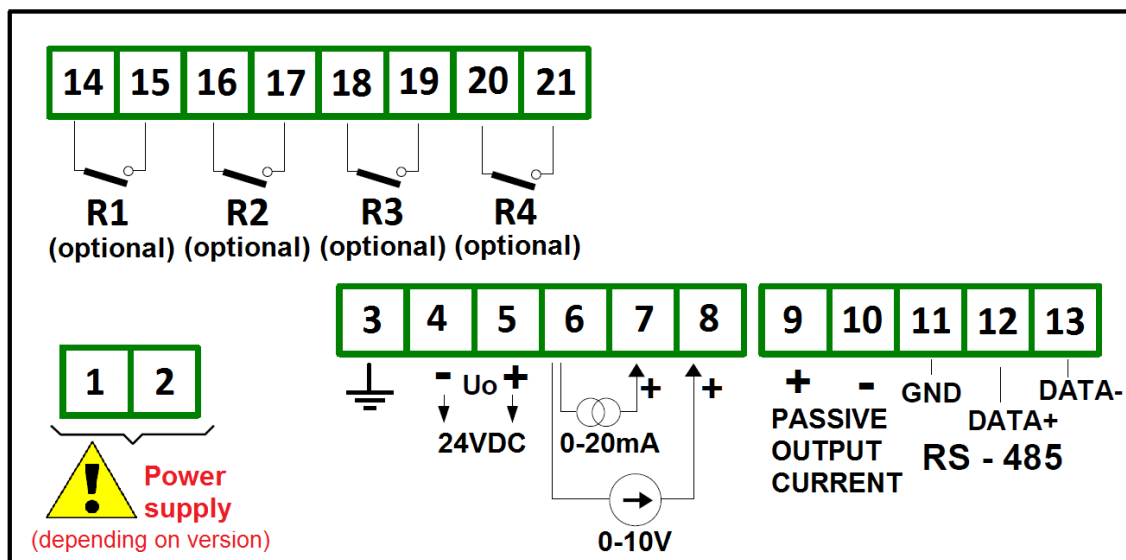 14 15 16 17 18 19 20 21
R1 R2 R3 R4
(optional) (optional) (optional) (optional)
3 4 5 6 7 8 9 10 11 12 13
1 2
- Uo +
24VDC
+ +
0-20mA
0-10V
+ -
PASSIVE
OUTPUT
CURRENT
GND
DATA+
DATA-
RS - 485
!
Power
supply
(depending on version)